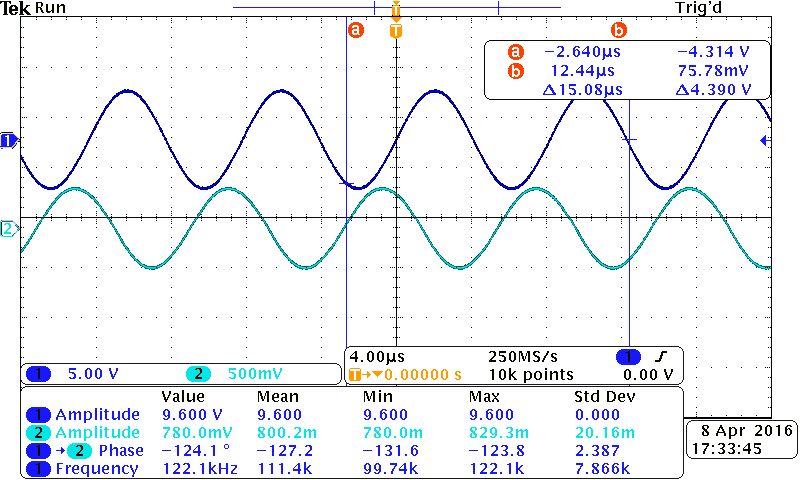 Tek Run Trig'd
a b
T
T
a −2.640µs −4.314 V
b 12.44µs 75.78mV
Δ15.08µs Δ4.390 V
1
2
1 5.00 V 2 500mV
4.00µs 250MS/s 1
T→▼0.00000 s 10k points 0.00 V
Value Mean Min Max Std Dev
1 Amplitude 9.600 V 9.600 9.600 9.600 0.000
2 Amplitude 780.0mV 800.2m 780.0m 829.3m 20.16m
1 → 2 Phase −124.1 ° −127.2 −131.6 −123.8 2.387
1 Frequency 122.1kHz 111.4k 99.74k 122.1k 7.866k
8 Apr 2016
17:33:45